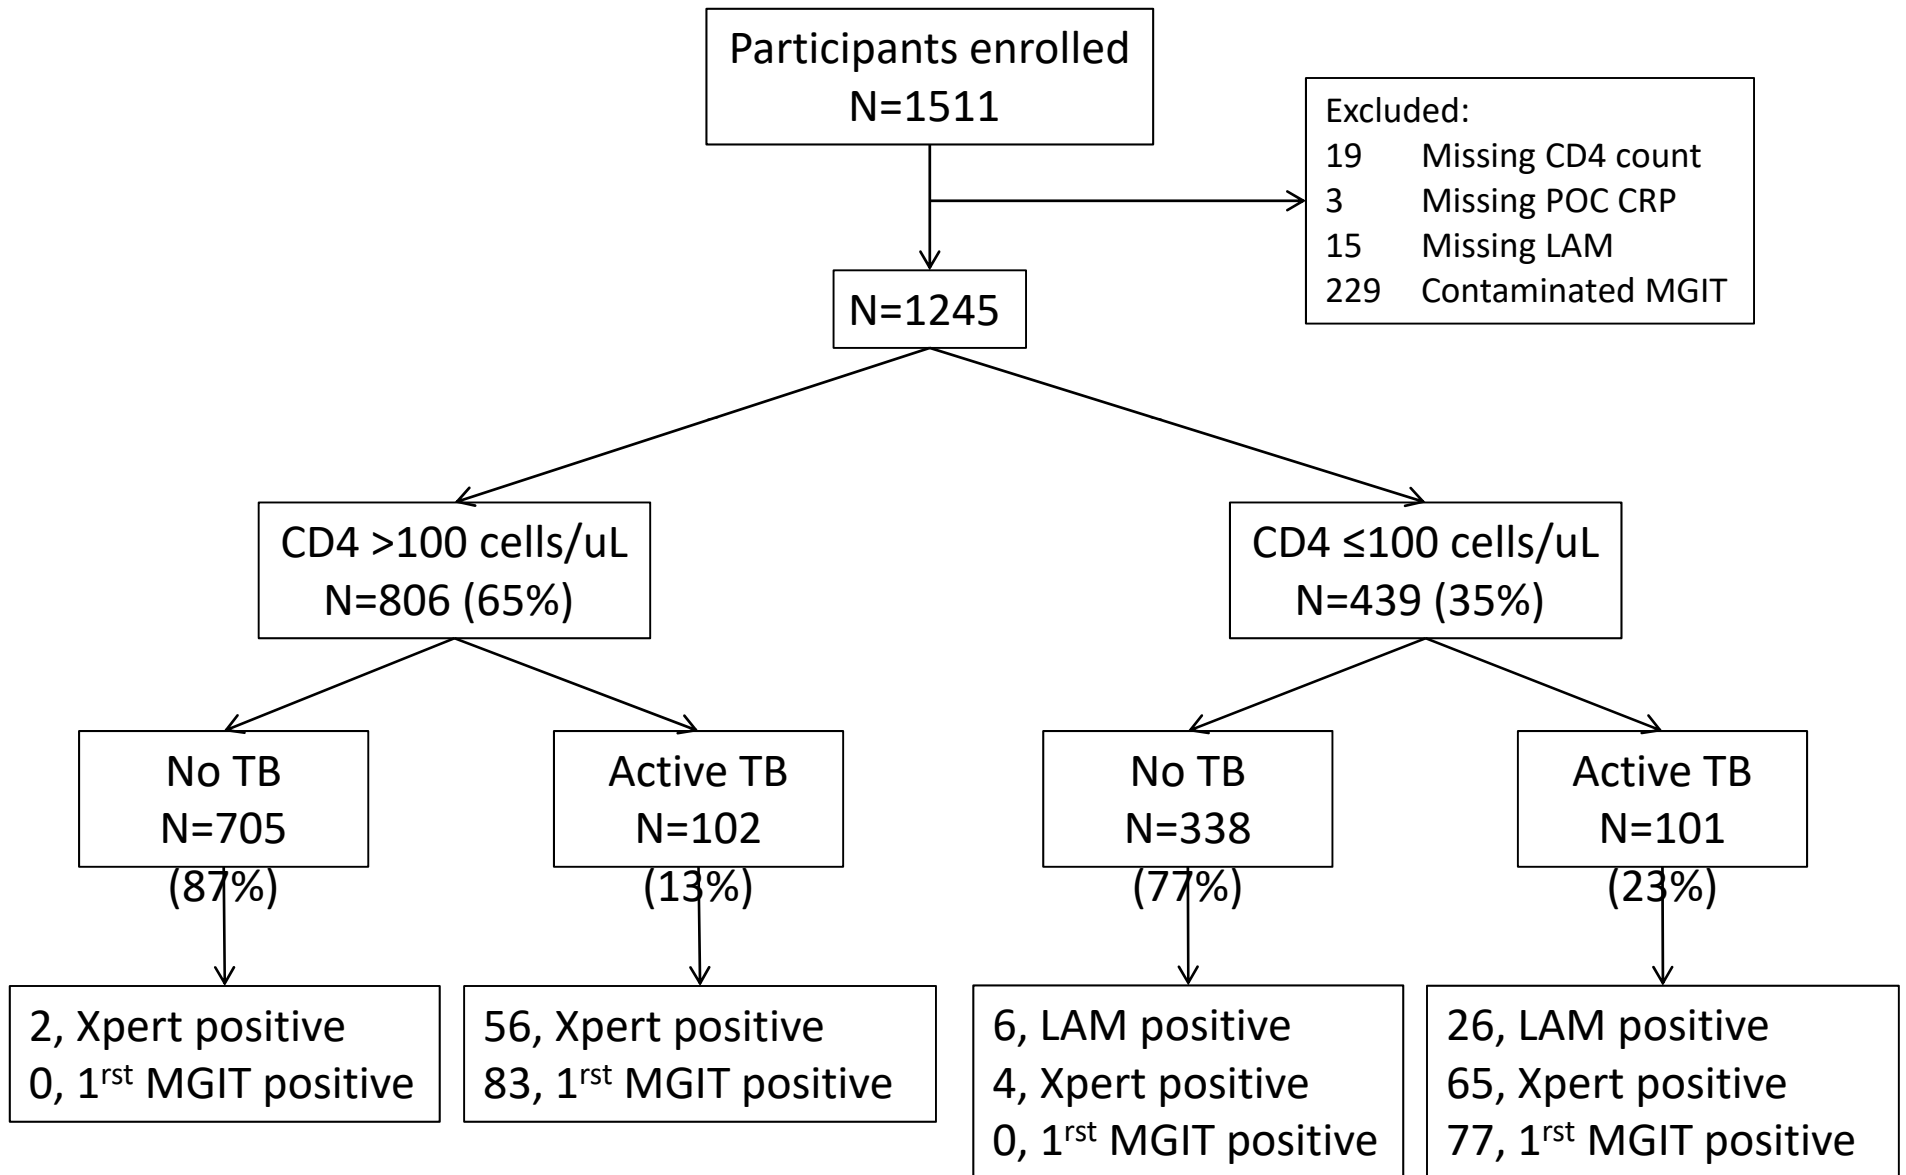 Participants enrolled
N=1511
Excluded:
19 Missing CD4 count
3 Missing POC CRP
15 Missing LAM
229 Contaminated MGIT
N=1245
CD4 >100 cells/uL
N=806 (65%)
CD4 ≤100 cells/uL
N=439 (35%)
No TB
N=705
(87%)
Active TB
N=102
(13%)
No TB
N=338
(77%)
Active TB
N=101
(23%)
2, Xpert positive
0, 1rst MGIT positive
56, Xpert positive
83, 1rst MGIT positive
6, LAM positive
4, Xpert positive
0, 1rst MGIT positive
26, LAM positive
65, Xpert positive
77, 1rst MGIT positive